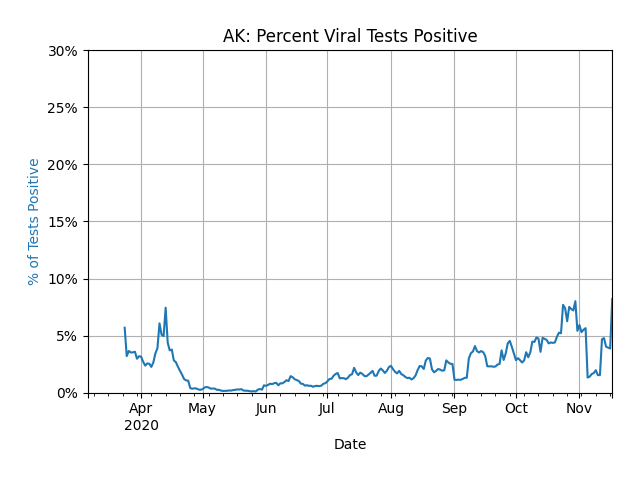 AK: Percent Viral Tests Positive
30%
25%
20%
15%
10%
5%
0%
% of Tests Positive
Apr May Jun Jul Aug Sep Oct Nov
2020
Date